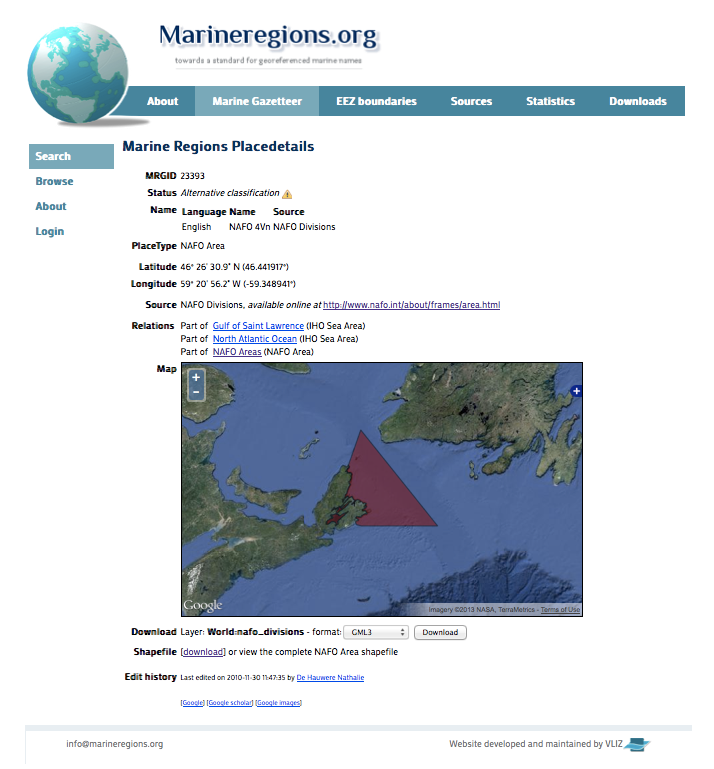 Marineregions.org
towards a standard for georeferenced marine names
About Marine Gazetteer EEZ boundaries Sources Statistics Downloads
Search
Browse
About
Login
Marine Regions Placedetails
MRGID 23393
Status Alternative classification
Name Language Name Source
English NAFO 4Vn NAFO Divisions
PlaceType NAFO Area
Latitude 46° 26' 30.9" N (46.441917°)
Longitude 59° 20' 56.2" W (-59.348941°)
Source NAFO Divisions, available online at http://www.nafo.int/about/frames/area.html
Relations Part of Gulf of Saint Lawrence (IHO Sea Area)
Part of North Atlantic Ocean (IHO Sea Area)
Part of NAFO Areas (NAFO Area)
Map
+
–
+
Google
Imagery ©2013 NASA, TerraMetrics - Terms of Use
Download Layer: World:nafo_divisions - format: GML3 Download
Shapefile [download] or view the complete NAFO Area shapefile
Edit history Last edited on 2010-11-30 11:47:35 by De Hauwere Nathalie
[Google] [Google scholar] [Google images]
info@marineregions.org
Website developed and maintained by VLIZ